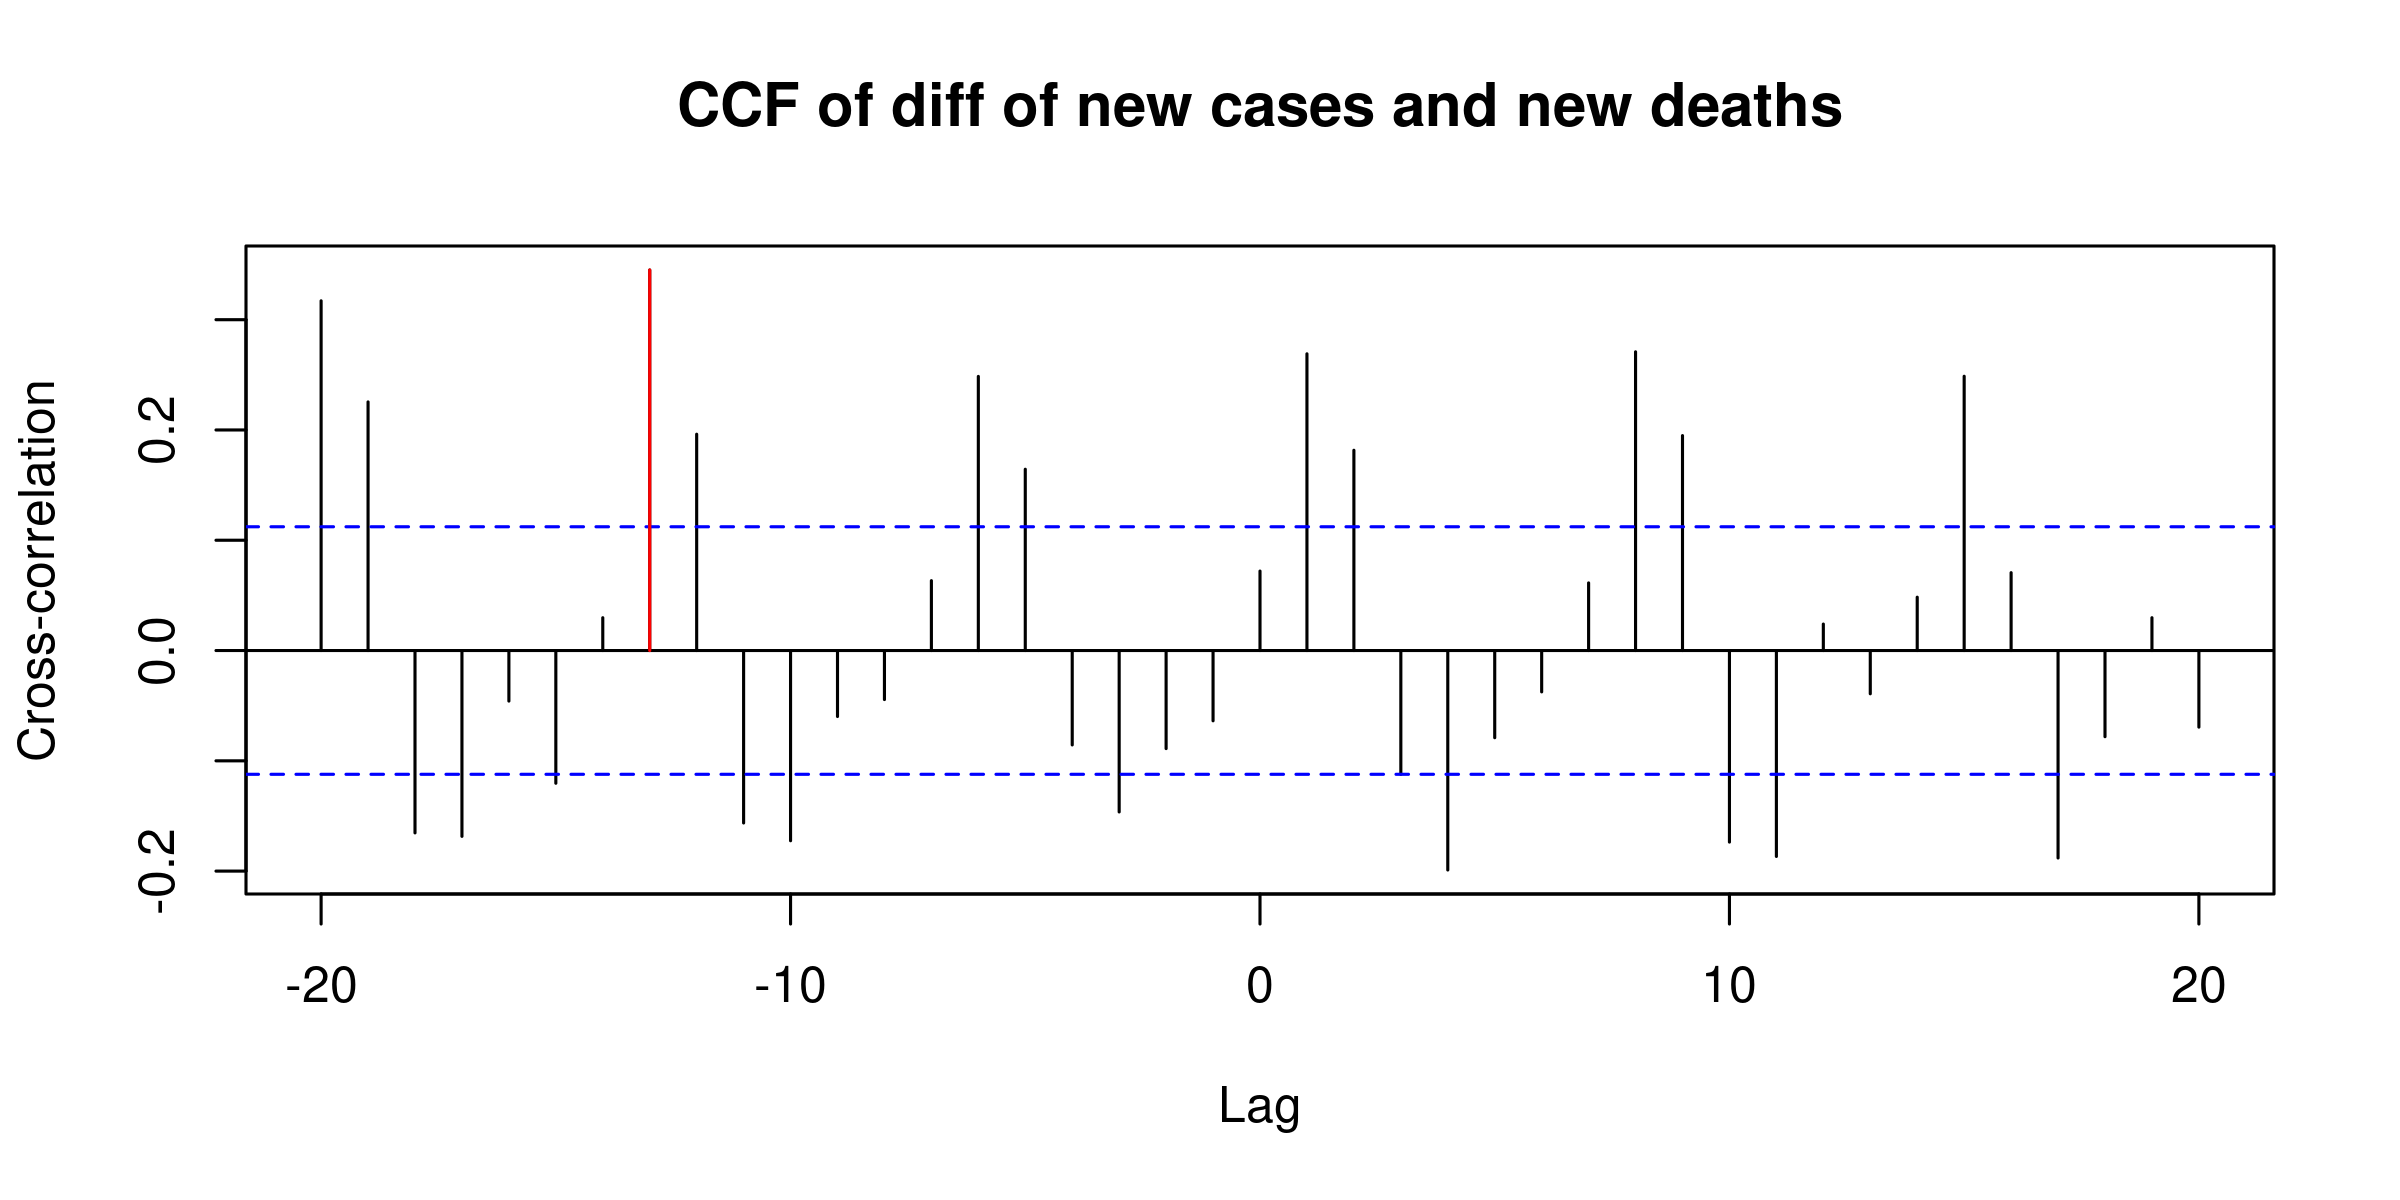 CCF of diff of new cases and new deaths
Cross-correlation
0.2
0.0
-0.2
-20 -10 0 10 20
Lag